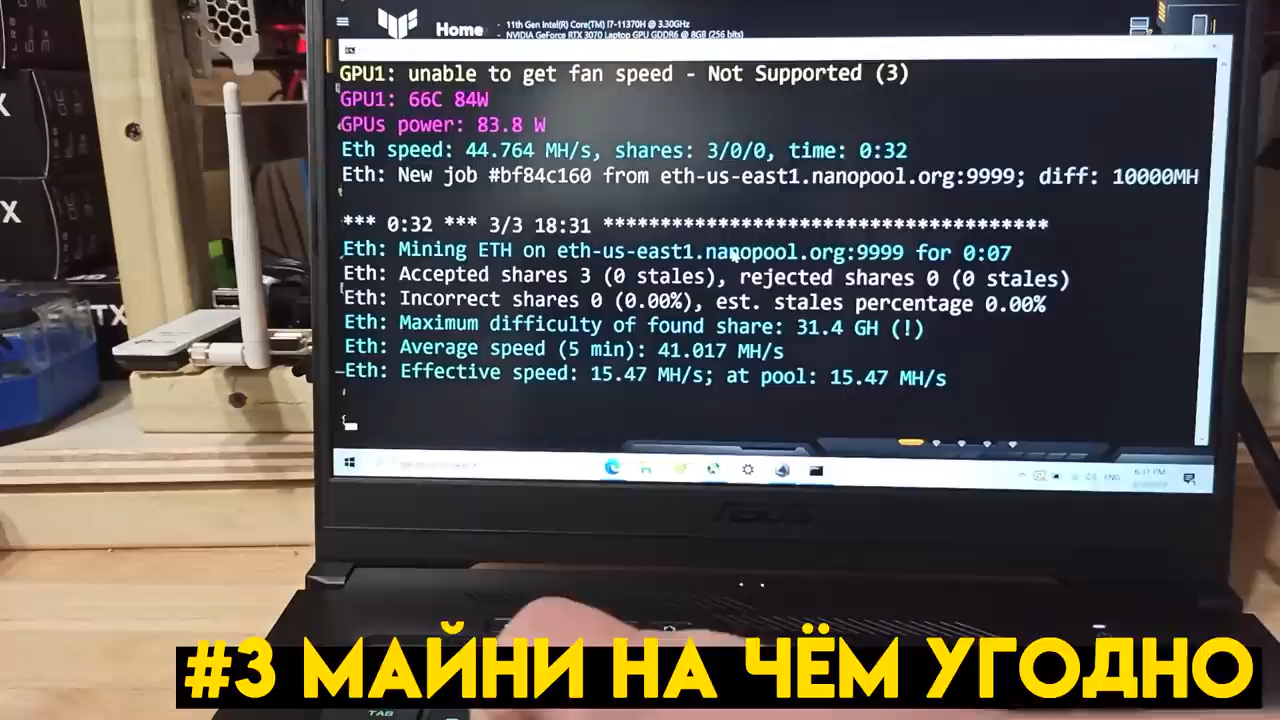 Home
11th Gen Intel(R) Core(TM) i7-11370H @ 3.30GHz
NVIDIA GeForce RTX 3070 Laptop GPU GDDR6 @ 8GB (256 bits)
GPU1: unable to get fan speed - Not Supported (3)
GPU1: 66C 84W
GPUs power: 83.8 W
Eth speed: 44.764 MH/s, shares: 3/0/0, time: 0:32
Eth: New job #bf84c160 from eth-us-east1.nanopool.org:9999; diff: 10000MH
*** 0:32 *** 3/3 18:31 **************************************
Eth: Mining ETH on eth-us-east1.nanopool.org:9999 for 0:07
Eth: Accepted shares 3 (0 stales), rejected shares 0 (0 stales)
Eth: Incorrect shares 0 (0.00%), est. stales percentage 0.00%
Eth: Maximum difficulty of found share: 31.4 GH (!)
Eth: Average speed (5 min): 41.017 MH/s
Eth: Effective speed: 15.47 MH/s; at pool: 15.47 MH/s
ENG
6:31 PM
ASUS
#3 МАЙНИ НА ЧЁМ УГОДНО
TAB